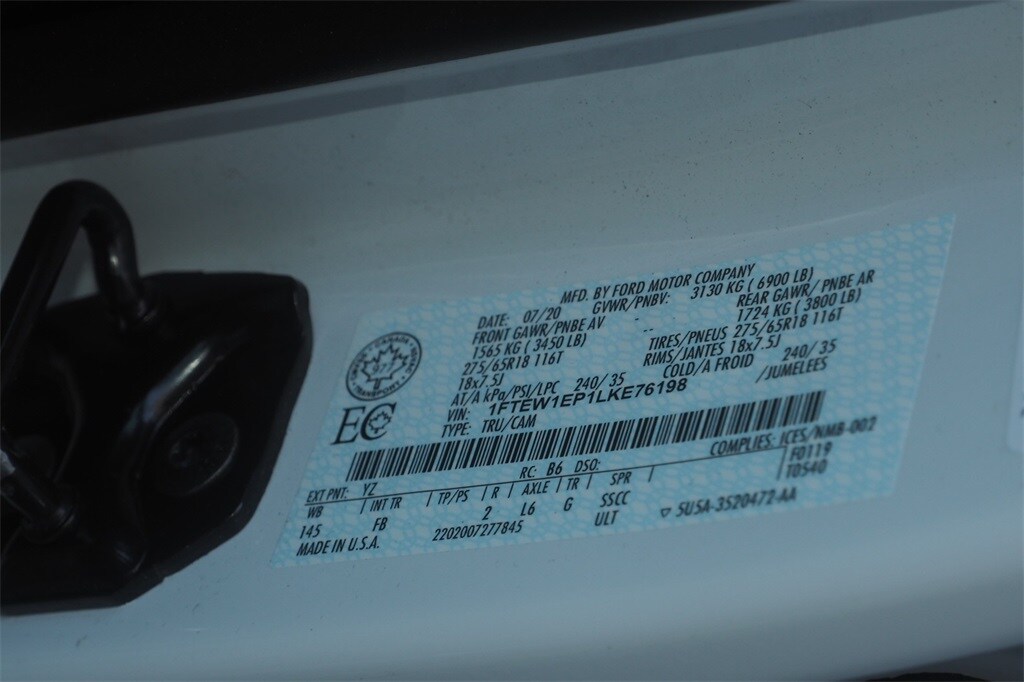 MFD. BY FORD MOTOR COMPANY
DATE: 07/20 GVWR/PNBV: 3130 KG ( 6900 LB)
FRONT GAWR/PNBE AV REAR GAWR/ PNBE AR
1565 KG ( 3450 LB) -- 1724 KG ( 3800 LB)
275/65R18 116T TIRES/PNEUS 275/65R18 116T
18x7.5J RIMS/JANTES 18x7.5J
AT/A kPa/PSI/LPC 240/ 35 COLD/A FROID 240/ 35
VIN: 1FTEW1EP1LKE76198 /JUMELEES
TYPE: TRU/CAM
CANADA
TRANSPORT
EC
COMPLIES: ICES/NMB-002
EXT PNT: YZ RC: B6 DSO: F0119
WB INT TR TP/PS R AXLE TR SPR T0540
145 FB 2 L6 G SSCC
MADE IN U.S.A. 2202007277845 ULT ▽ 5U5A-3520472-AA